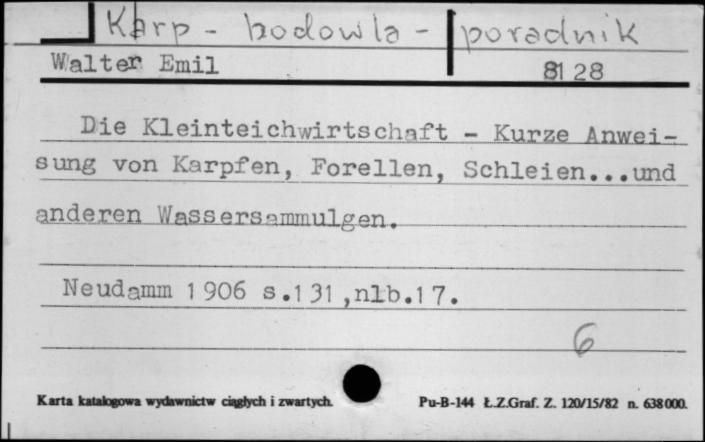 Karp - hodowla - poradnik
Walter Emil 8128
Die Kleinteichwirtschaft - Kurze Anwei-
sung von Karpfen, Forellen, Schleien...und
anderen Wassersammulgen.
Neudamm 1906 s.131,nlb.17.
6
Karta katalogowa wydawnictw ciągłych i zwartych. Pu-B-144 Ł.Z.Graf. Z. 120/15/82 n. 638000.